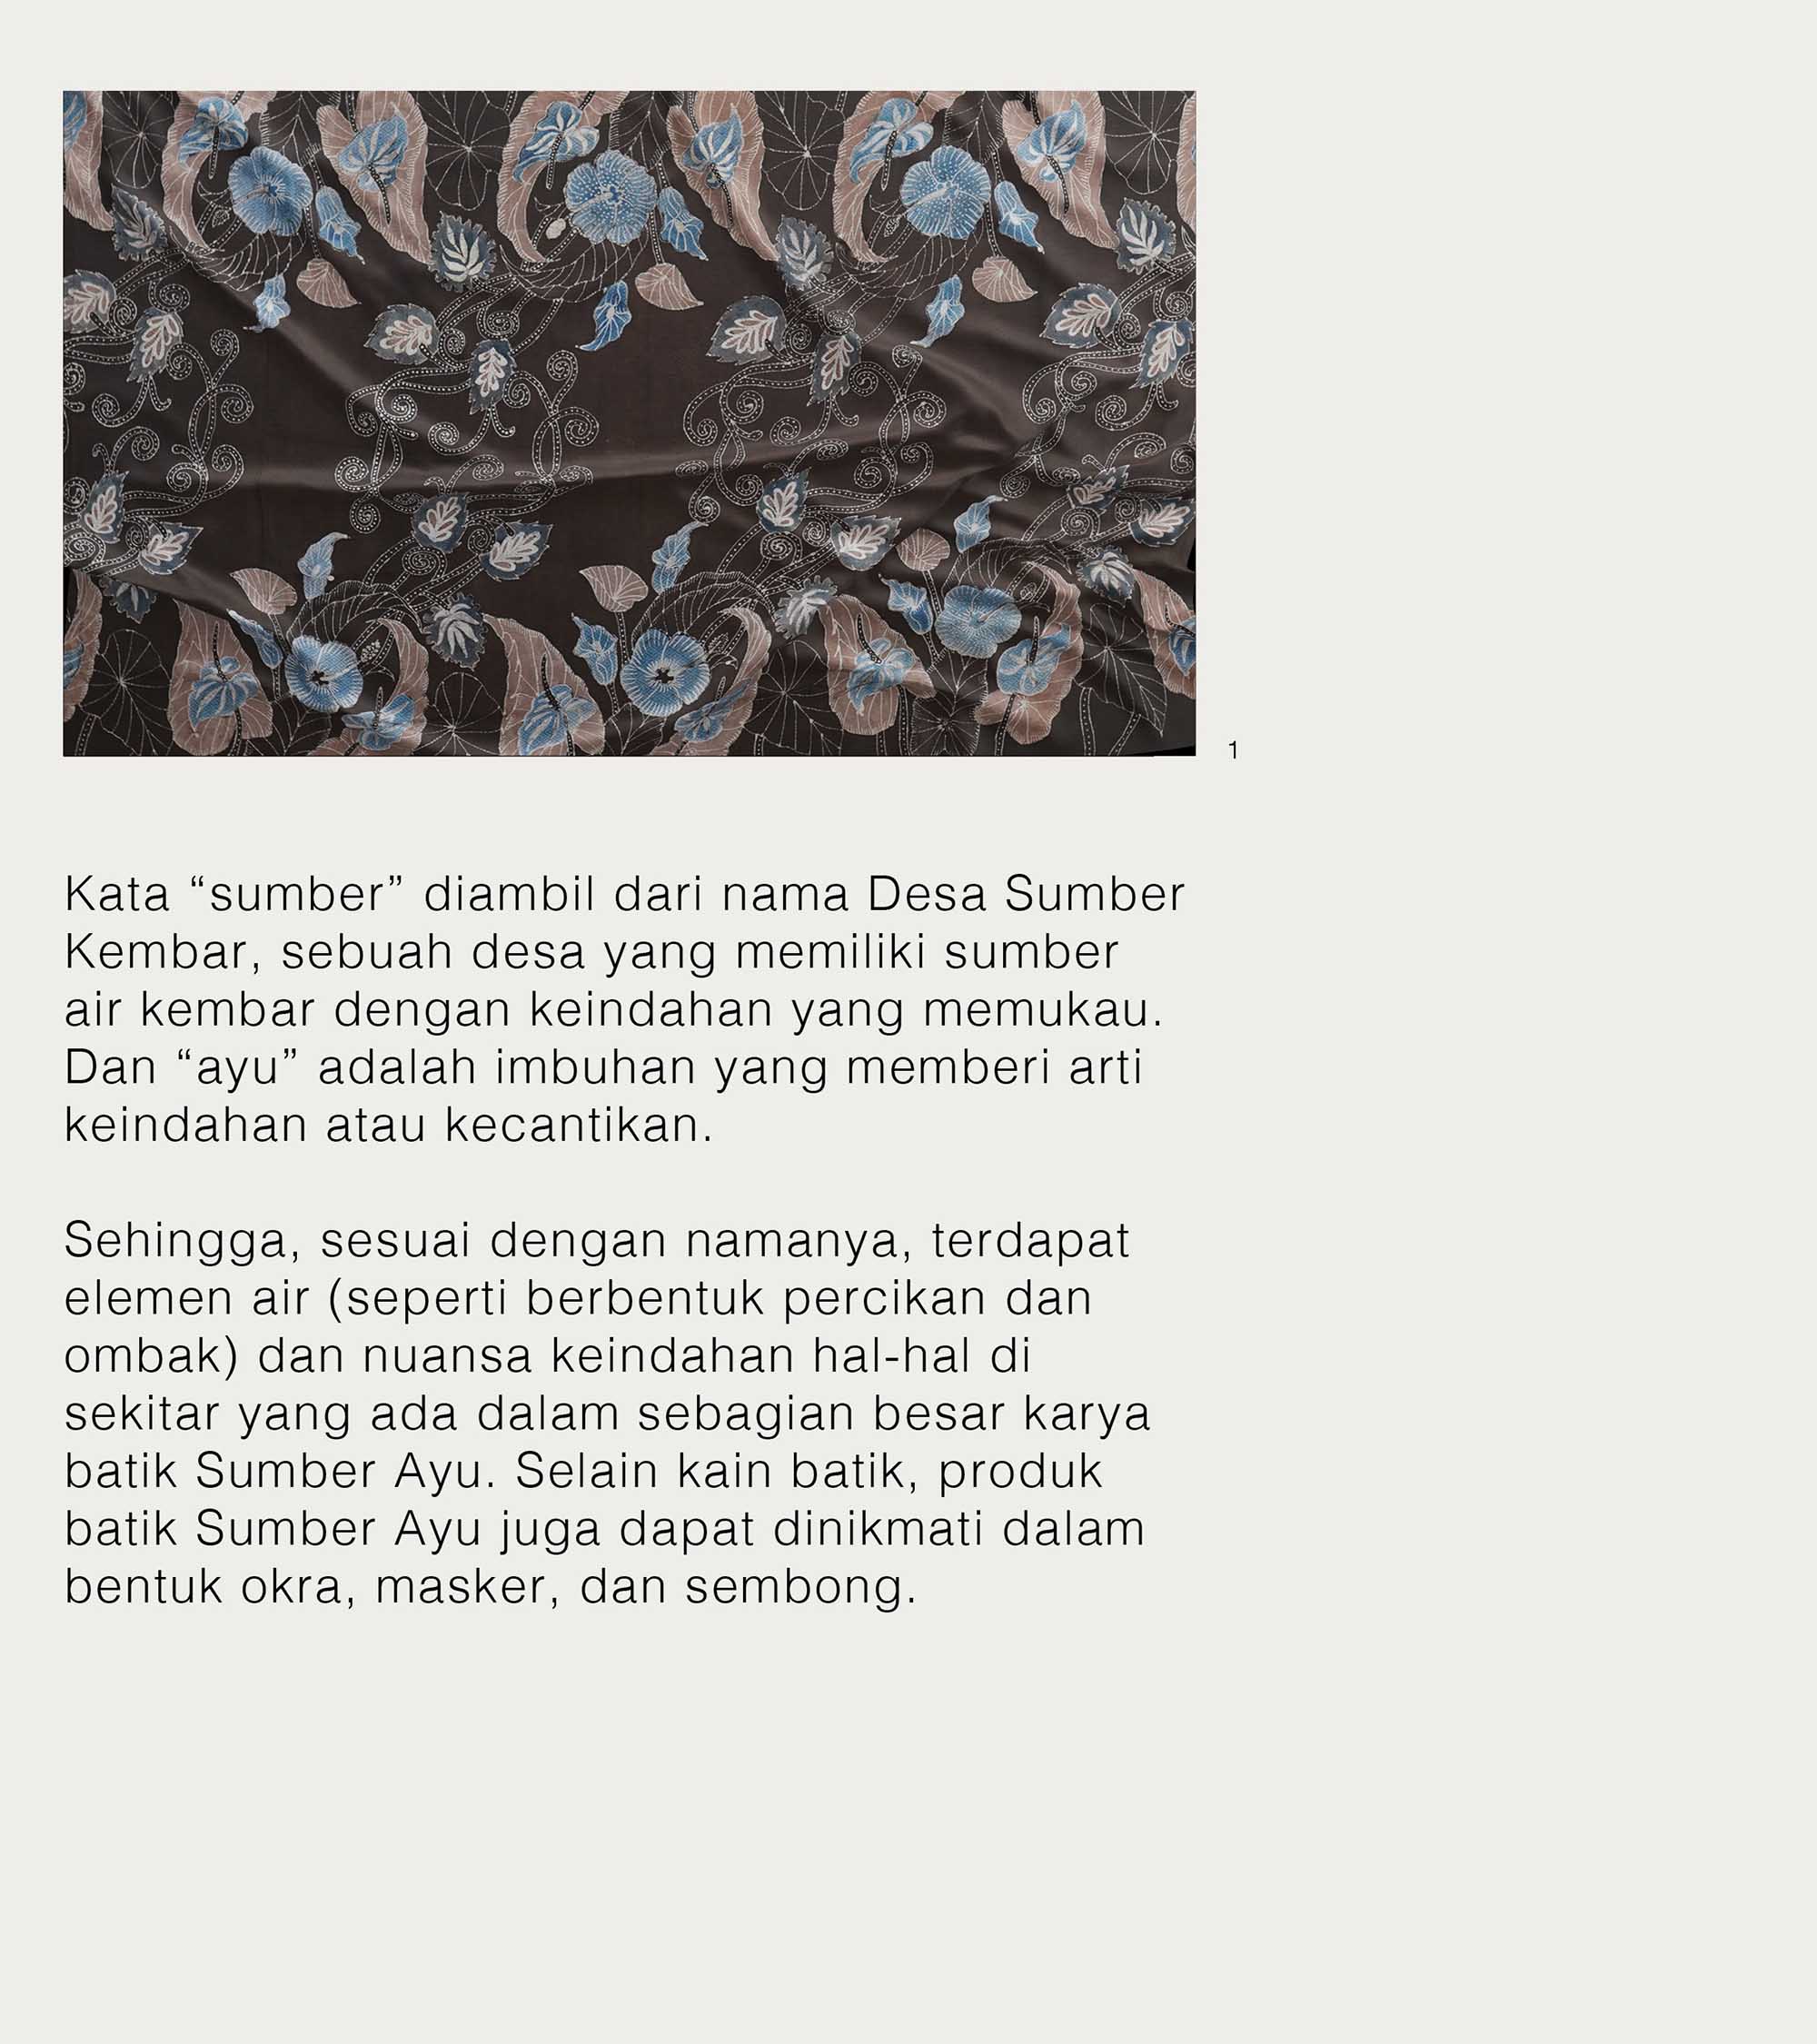 1
Kata “sumber” diambil dari nama Desa Sumber
Kembar, sebuah desa yang memiliki sumber
air kembar dengan keindahan yang memukau.
Dan “ayu” adalah imbuhan yang memberi arti
keindahan atau kecantikan.
Sehingga, sesuai dengan namanya, terdapat
elemen air (seperti berbentuk percikan dan
ombak) dan nuansa keindahan hal-hal di
sekitar yang ada dalam sebagian besar karya
batik Sumber Ayu. Selain kain batik, produk
batik Sumber Ayu juga dapat dinikmati dalam
bentuk okra, masker, dan sembong.